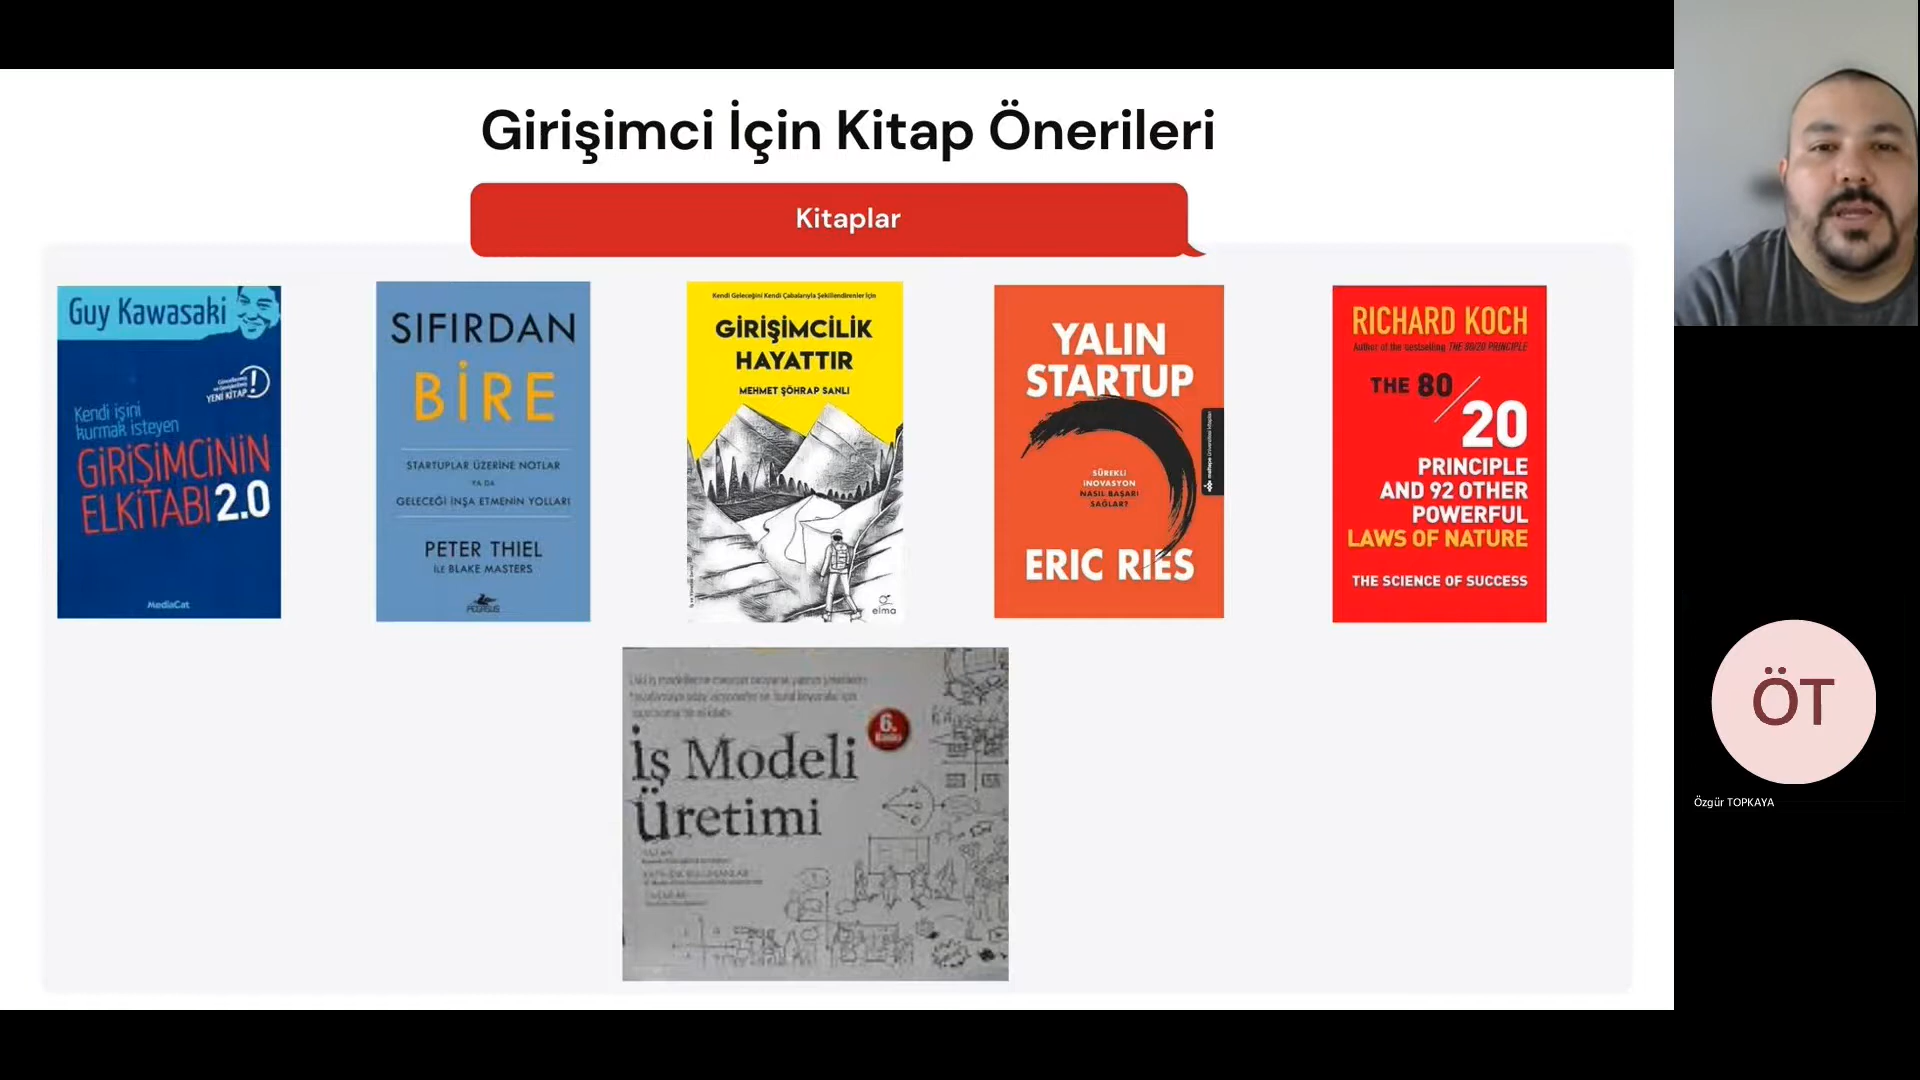 Girişimci İçin Kitap Önerileri
Kitaplar
Guy Kawasaki
YENİ KİTAP
Kendi işini
kurmak isteyen
GİRİŞİMCİNİN
ELKİTABI 2.0
MediaCat
SIFIRDAN
BİRE
STARTUPLAR ÜZERİNE NOTLAR
YA DA
GELECEĞİ İNŞA ETMENİN YOLLARI
PETER THIEL
İLE BLAKE MASTERS
PEGASUS
Kendi Geleceğini Kendi Çabalarıyla Şekillendirenler İçin
GİRİŞİMCİLİK
HAYATTIR
MEHMET ŞÖHRAP SANLI
elma
YALIN
STARTUP
SÜREKLİ
İNOVASYON
NASIL BAŞARI
SAĞLAR?
ERIC RIES
RICHARD KOCH
Author of the bestselling THE 80/20 PRINCIPLE
THE 80/20
PRINCIPLE
AND 92 OTHER
POWERFUL
LAWS OF NATURE
THE SCIENCE OF SUCCESS
6.
Baskı
İş Modeli
Üretimi
ÖT
Özgür TOPKAYA